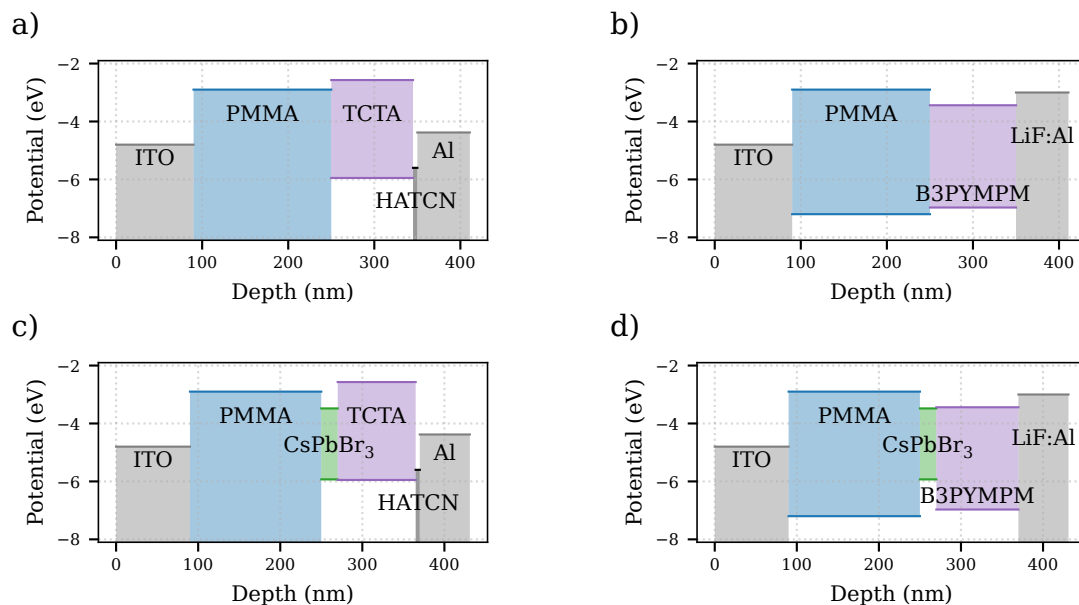 a)
−2
−4
−6
−8
Potential (eV)
PMMA
TCTA
ITO
Al
HATCN
0 100 200 300 400
Depth (nm)
b)
−2
−4
−6
−8
Potential (eV)
PMMA
ITO
LiF:Al
B3PYMPM
0 100 200 300 400
Depth (nm)
c)
−2
−4
−6
−8
Potential (eV)
PMMA
TCTA
CsPbBr₃
ITO
Al
HATCN
0 100 200 300 400
Depth (nm)
d)
−2
−4
−6
−8
Potential (eV)
PMMA
CsPbBr₃
LiF:Al
ITO
B3PYMPM
0 100 200 300 400
Depth (nm)